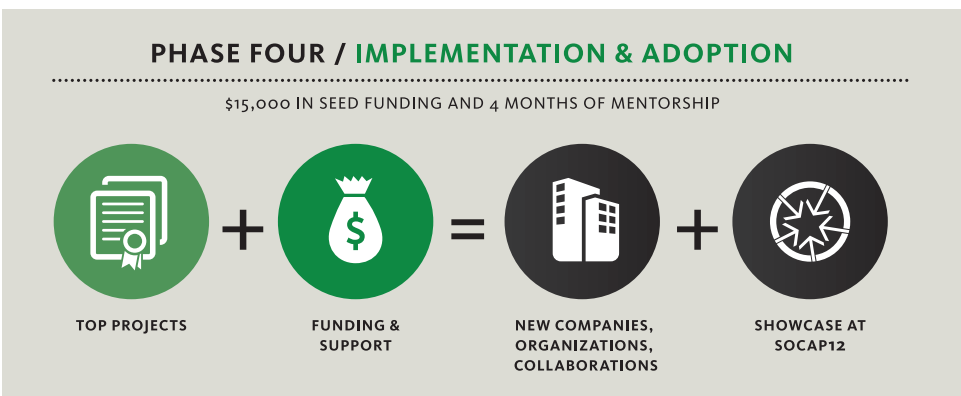 PHASE FOUR / IMPLEMENTATION & ADOPTION
$15,000 IN SEED FUNDING AND 4 MONTHS OF MENTORSHIP
+
$
=
+
TOP PROJECTS
FUNDING &
SUPPORT
NEW COMPANIES,
ORGANIZATIONS,
COLLABORATIONS
SHOWCASE AT
SOCAP12